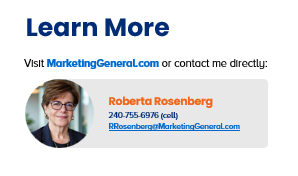 Learn More
Visit MarketingGeneral.com or contact me directly:
Roberta Rosenberg
240-755-6976 (cell)
RRosenberg@MarketingGeneral.com